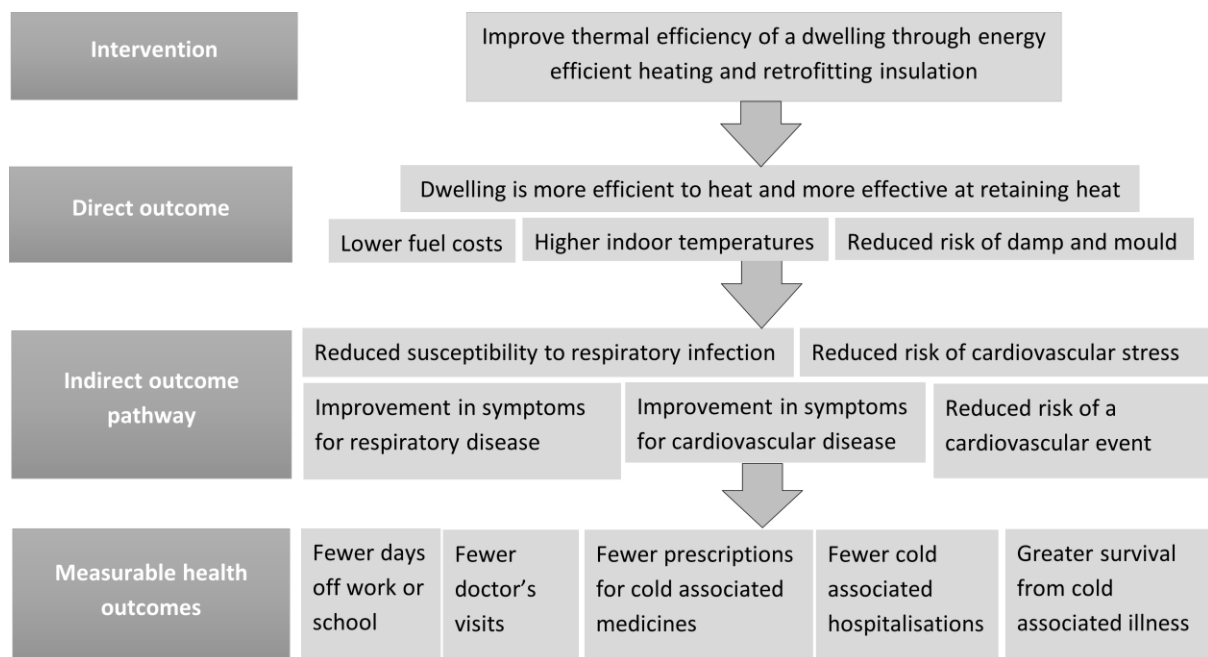 Intervention
Improve thermal efficiency of a dwelling through energy
efficient heating and retrofitting insulation
Direct outcome
Dwelling is more efficient to heat and more effective at retaining heat
Lower fuel costs
Higher indoor temperatures
Reduced risk of damp and mould
Indirect outcome
pathway
Reduced susceptibility to respiratory infection
Reduced risk of cardiovascular stress
Improvement in symptoms
for respiratory disease
Improvement in symptoms
for cardiovascular disease
Reduced risk of a
cardiovascular event
Measurable health
outcomes
Fewer days
off work or
school
Fewer
doctor’s
visits
Fewer prescriptions
for cold associated
medicines
Fewer cold
associated
hospitalisations
Greater survival
from cold
associated illness